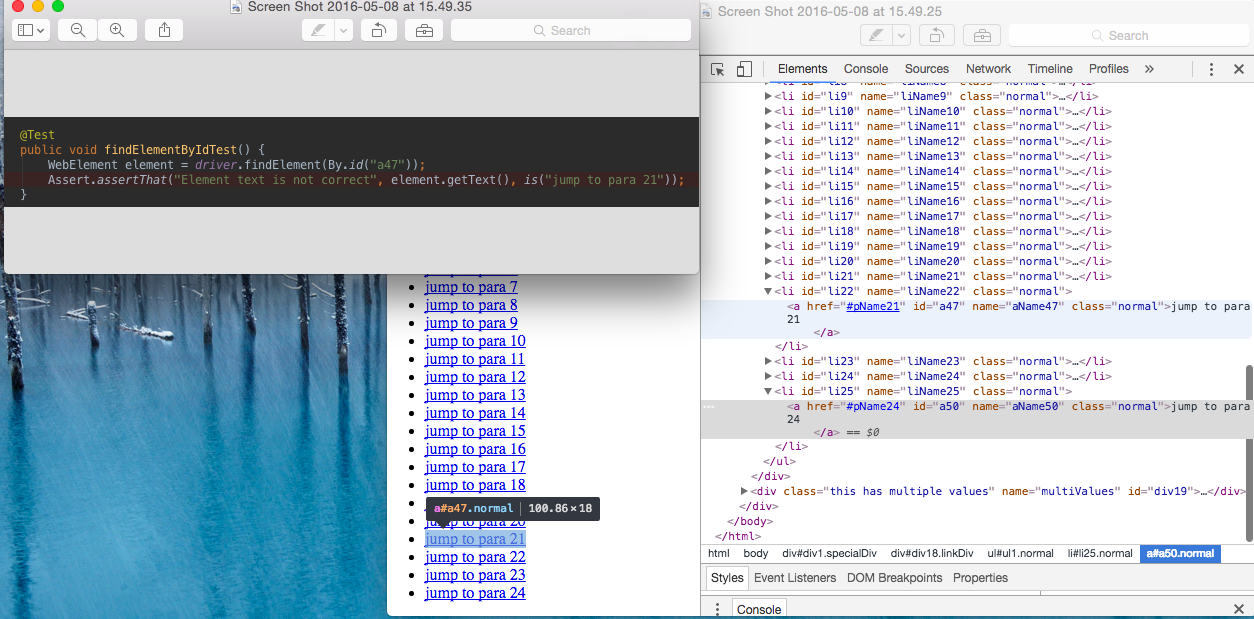 Screen Shot 2016-05-08 at 15.49.35
Search
@Test
public void findElementByIdTest() {
WebElement element = driver.findElement(By.id("a47"));
Assert.assertThat("Element text is not correct", element.getText(), is("jump to para 21"));
}
jump to para 7
jump to para 8
jump to para 9
jump to para 10
jump to para 11
jump to para 12
jump to para 13
jump to para 14
jump to para 15
jump to para 16
jump to para 17
jump to para 18
a#a47.normal | 100.86 × 18
jump to para 20
jump to para 21
jump to para 22
jump to para 23
jump to para 24
Screen Shot 2016-05-08 at 15.49.25
Search
Elements Console Sources Network Timeline Profiles »
<li id="li9" name="liName9" class="normal">…</li>
<li id="li10" name="liName10" class="normal">…</li>
<li id="li11" name="liName11" class="normal">…</li>
<li id="li12" name="liName12" class="normal">…</li>
<li id="li13" name="liName13" class="normal">…</li>
<li id="li14" name="liName14" class="normal">…</li>
<li id="li15" name="liName15" class="normal">…</li>
<li id="li16" name="liName16" class="normal">…</li>
<li id="li17" name="liName17" class="normal">…</li>
<li id="li18" name="liName18" class="normal">…</li>
<li id="li19" name="liName19" class="normal">…</li>
<li id="li20" name="liName20" class="normal">…</li>
<li id="li21" name="liName21" class="normal">…</li>
<li id="li22" name="liName22" class="normal">
<a href="#pName21" id="a47" name="aName47" class="normal">jump to para
21
</a>
</li>
<li id="li23" name="liName23" class="normal">…</li>
<li id="li24" name="liName24" class="normal">…</li>
<li id="li25" name="liName25" class="normal">
<a href="#pName24" id="a50" name="aName50" class="normal">jump to para
24
</a> == $0
</li>
</ul>
</div>
<div class="this has multiple values" name="multiValues" id="div19">…</div>
</div>
</body>
</html>
html body div#div1.specialDiv div#div18.linkDiv ul#ul1.normal li#li25.normal a#a50.normal
Styles Event Listeners DOM Breakpoints Properties
Console